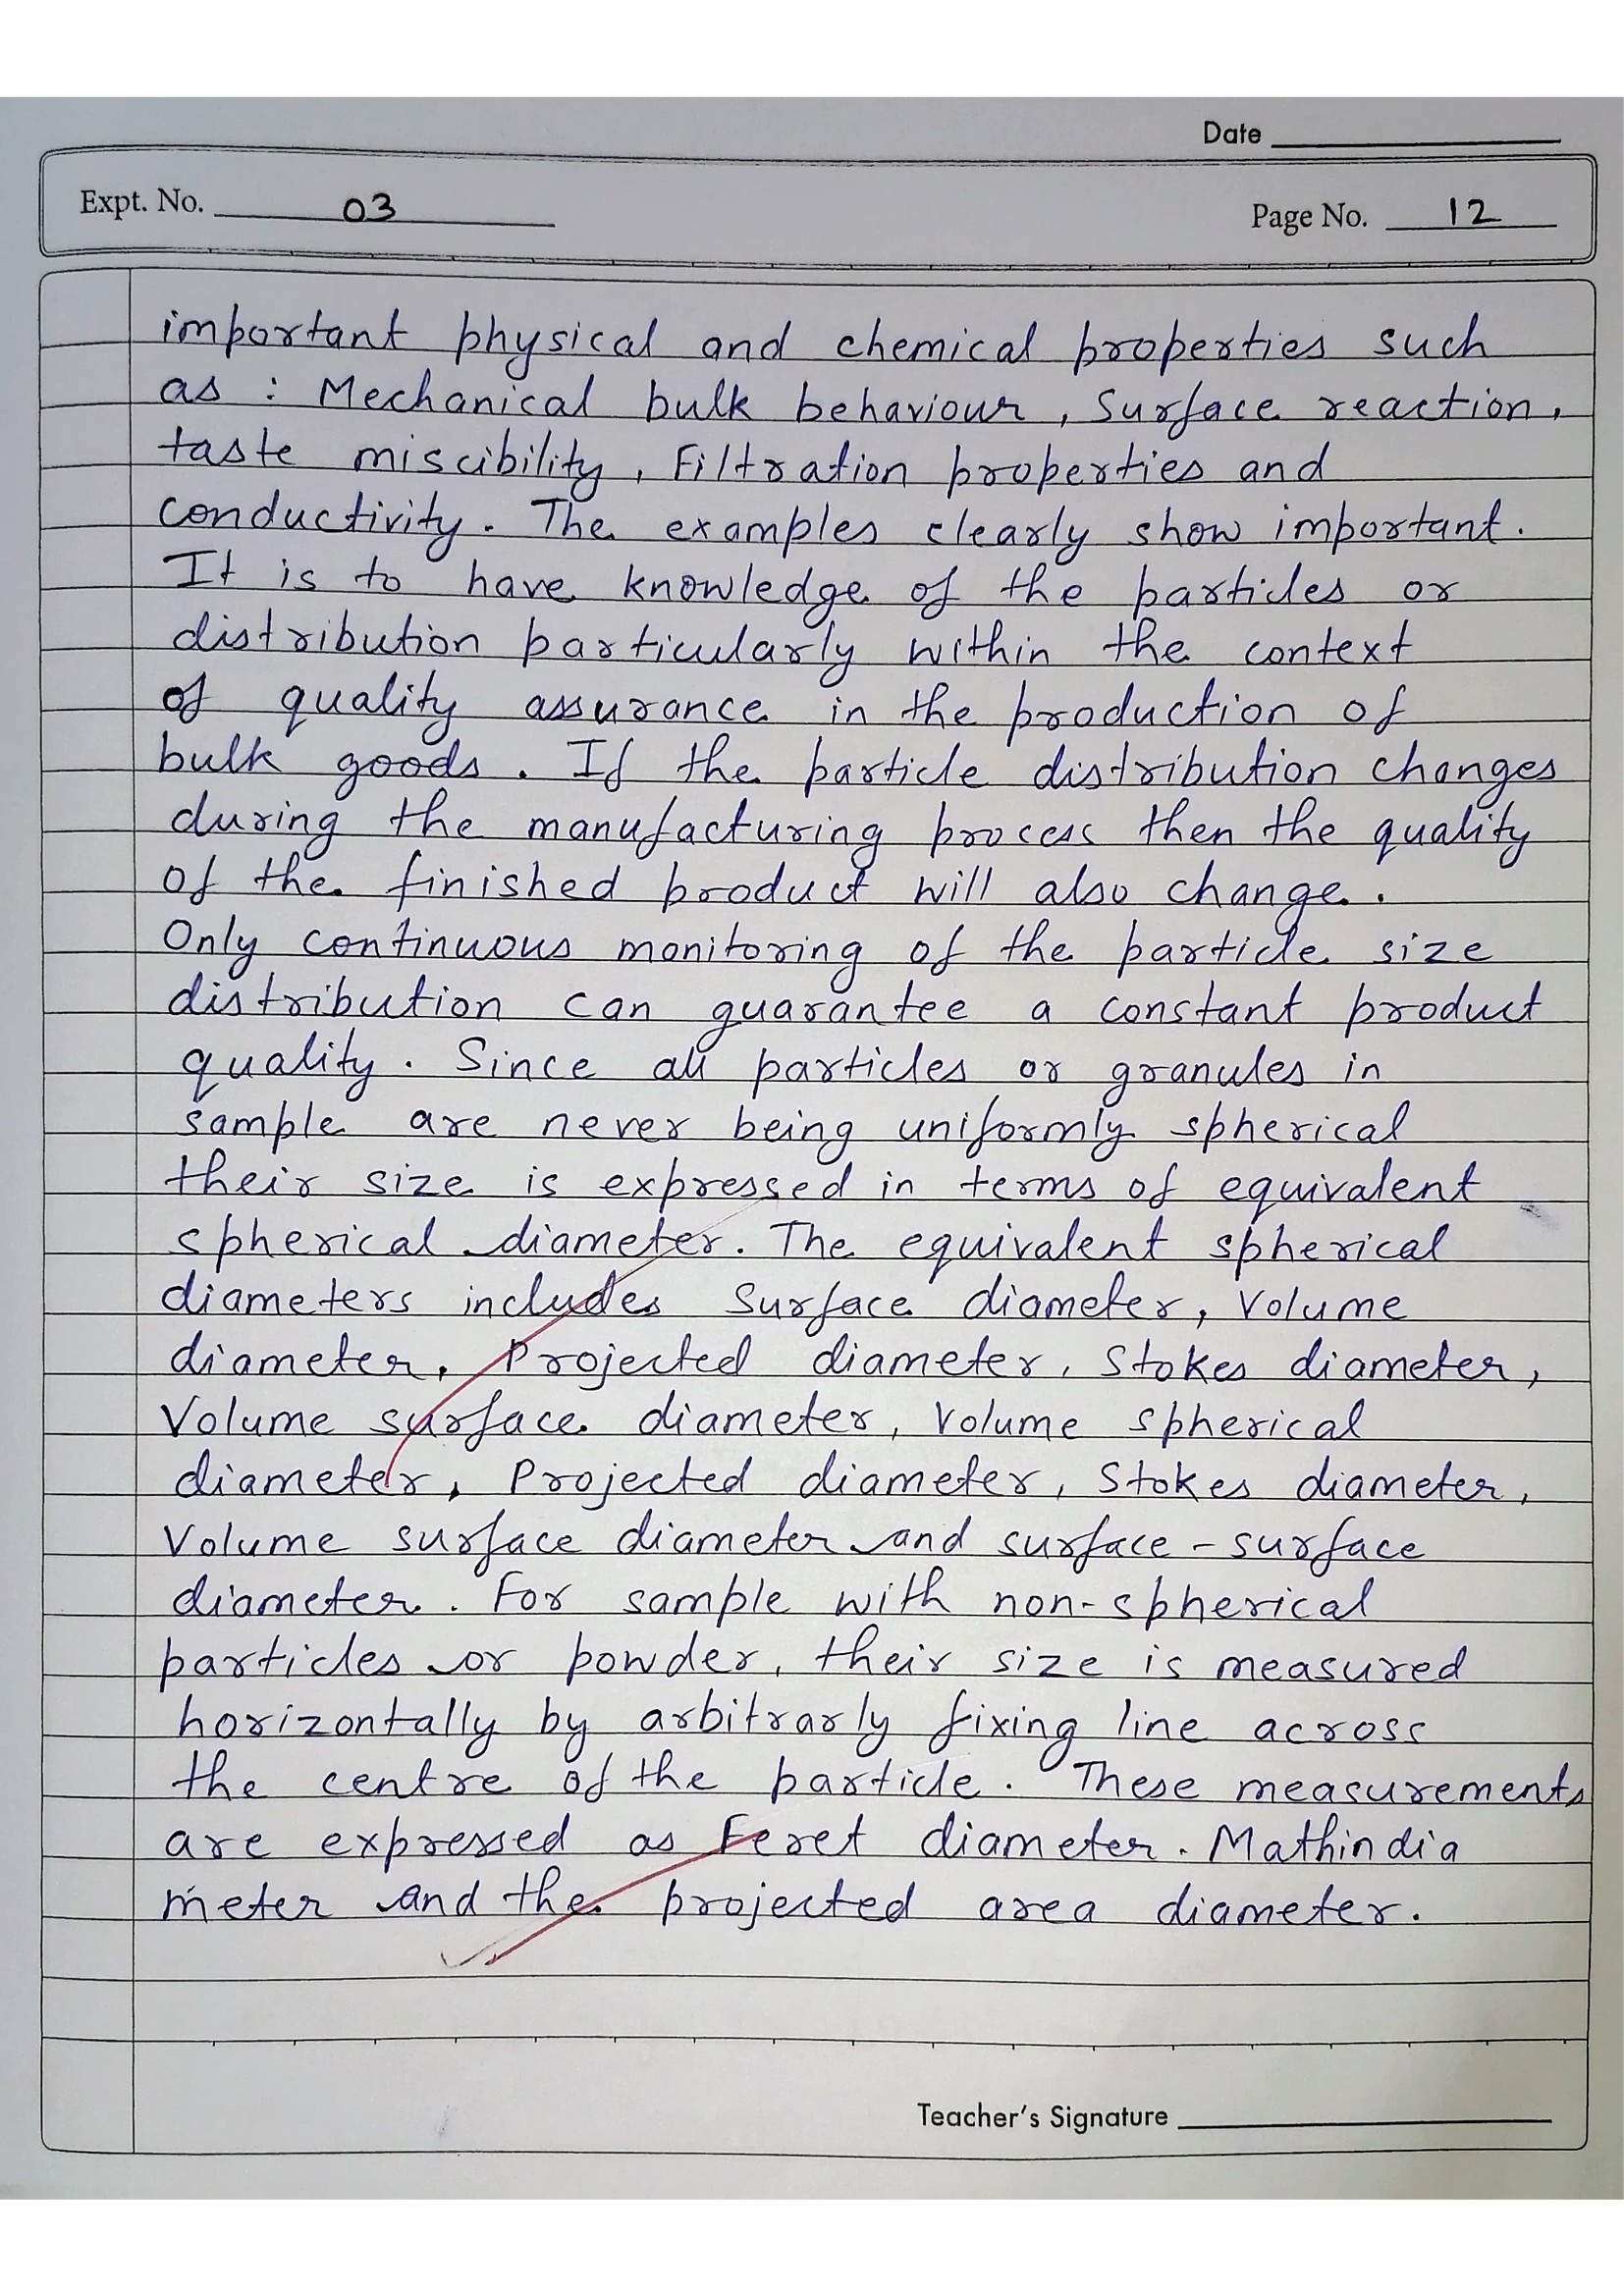 Date
Expt. No. 03
Page No. 12
important physical and chemical properties such
as : Mechanical bulk behaviour, Surface reaction,
taste miscibility, Filtration properties and
conductivity. The examples clearly show important.
It is to have knowledge of the particles or
distribution particularly within the context
of quality assurance in the production of
bulk goods. If the particle distribution changes
during the manufacturing process then the quality
of the finished product will also change.
Only continuous monitoring of the particle size
distribution can guarantee a constant product
quality. Since all particles or granules in
sample are never being uniformly spherical
their size is expressed in terms of equivalent
spherical diameter. The equivalent spherical
diameters includes Surface diameter, Volume
diameter, Projected diameter, Stokes diameter,
Volume surface diameter, Volume spherical
diameter, Projected diameter, Stokes diameter,
Volume surface diameter and surface - surface
diameter. For sample with non-spherical
particles or powder, their size is measured
horizontally by arbitrarly fixing line across
the centre of the particle. These measurements
are expressed as Feret diameter. Mathindia
meter and the projected area diameter.
Teacher's Signature